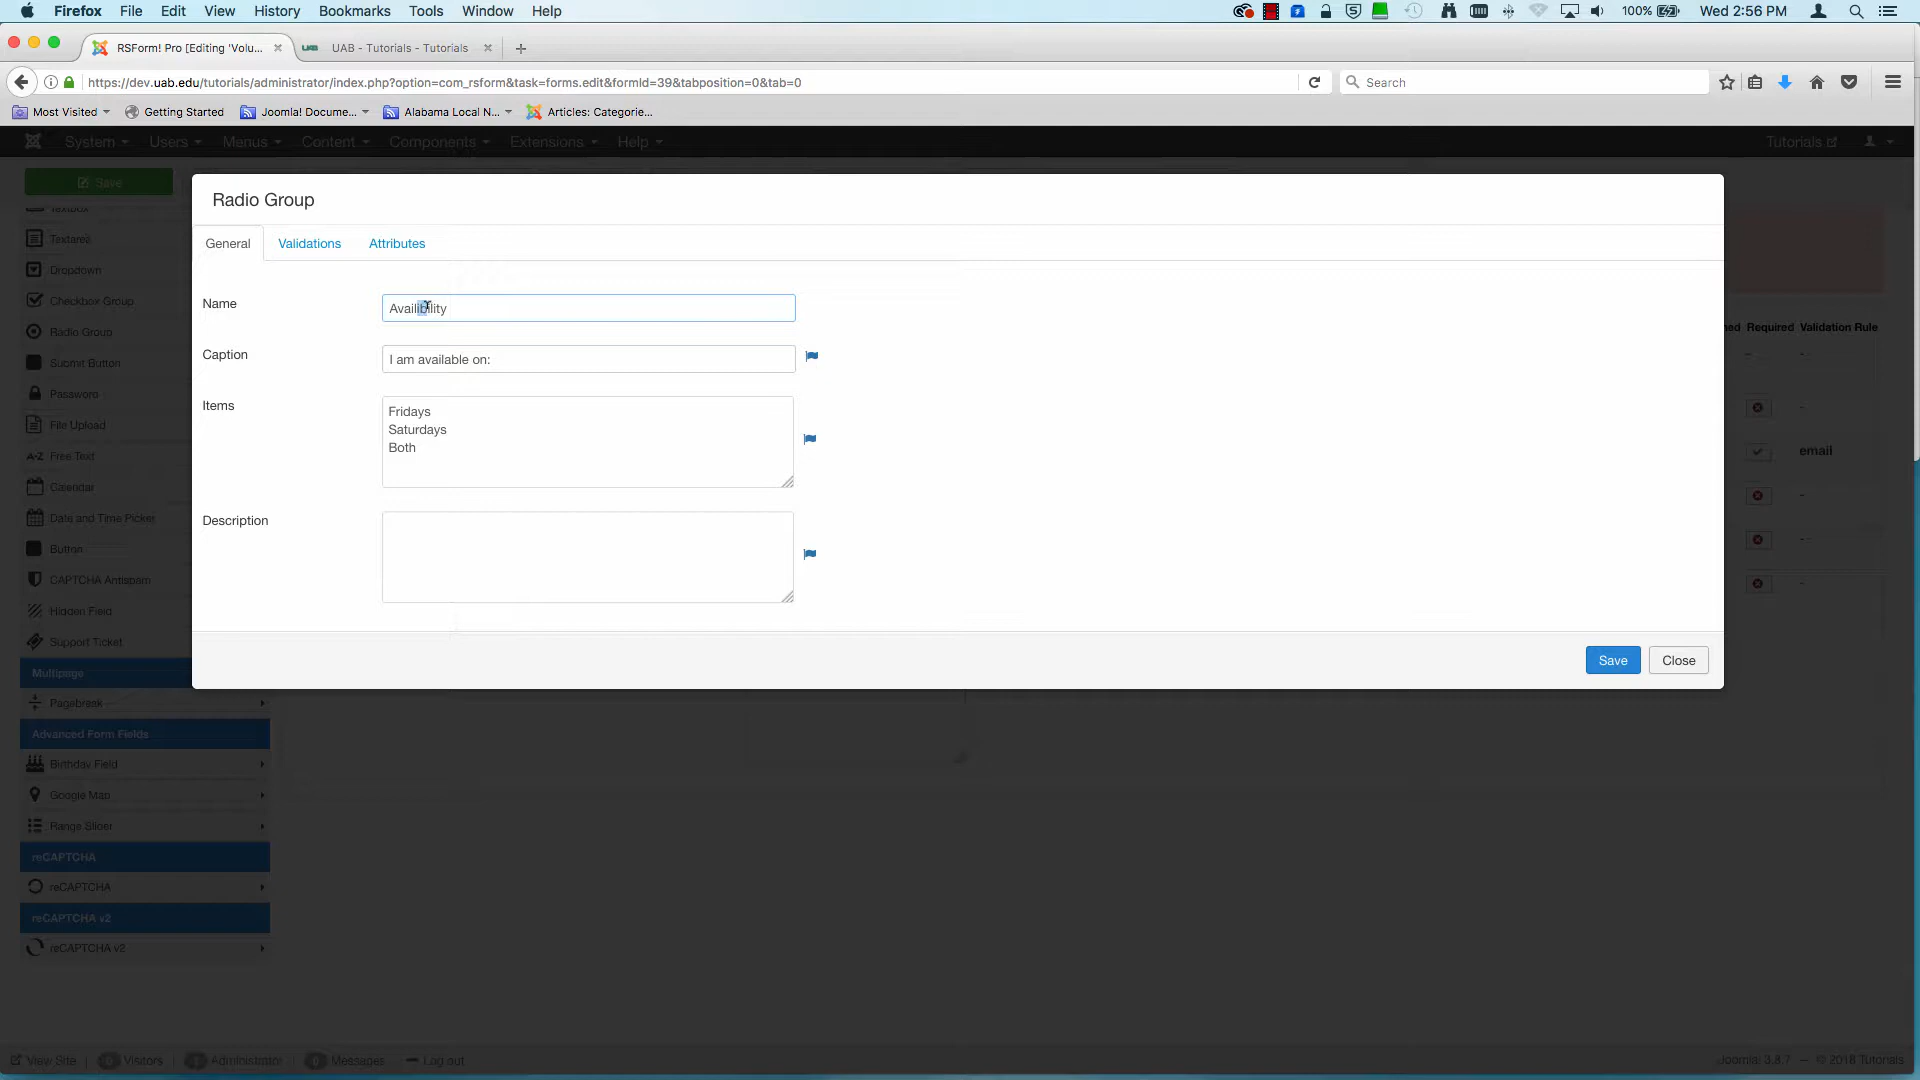 Firefox File Edit View History Bookmarks Tools Window Help 100% Wed 2:56 PM
RSForm! Pro [Editing 'Volu... UAB - Tutorials - Tutorials
https://dev.uab.edu/tutorials/administrator/index.php?option=com_rsform&task=forms.edit&formId=39&tabposition=0&tab=0 Search
Most Visited Getting Started Joomla! Docume... Alabama Local N... Articles: Categorie...
System Users Menus Content Components Extensions Help Tutorials
Save
Radio Group
Textbox
General Validations Attributes
Textarea
Dropdown
Checkbox Group
Name Availibility
Radio Group
Required Validation Rule
Caption I am available on:
Submit Button
Password
Items Fridays
Saturdays
Both
File Upload
email
A-Z Free Text
Calendar
Description
Date and Time Picker
Button
CAPTCHA Antispam
Hidden Field
Support Ticket
Save Close
Multipage
Pagebreak
Advanced Form Fields
Birthday Field
Google Map
Range Slider
reCAPTCHA
reCAPTCHA
reCAPTCHA v2
reCAPTCHA v2
View Site 0 Visitors 1 Administrator 0 Messages Log out Joomla! 3.8.7 — © 2018 Tutorials